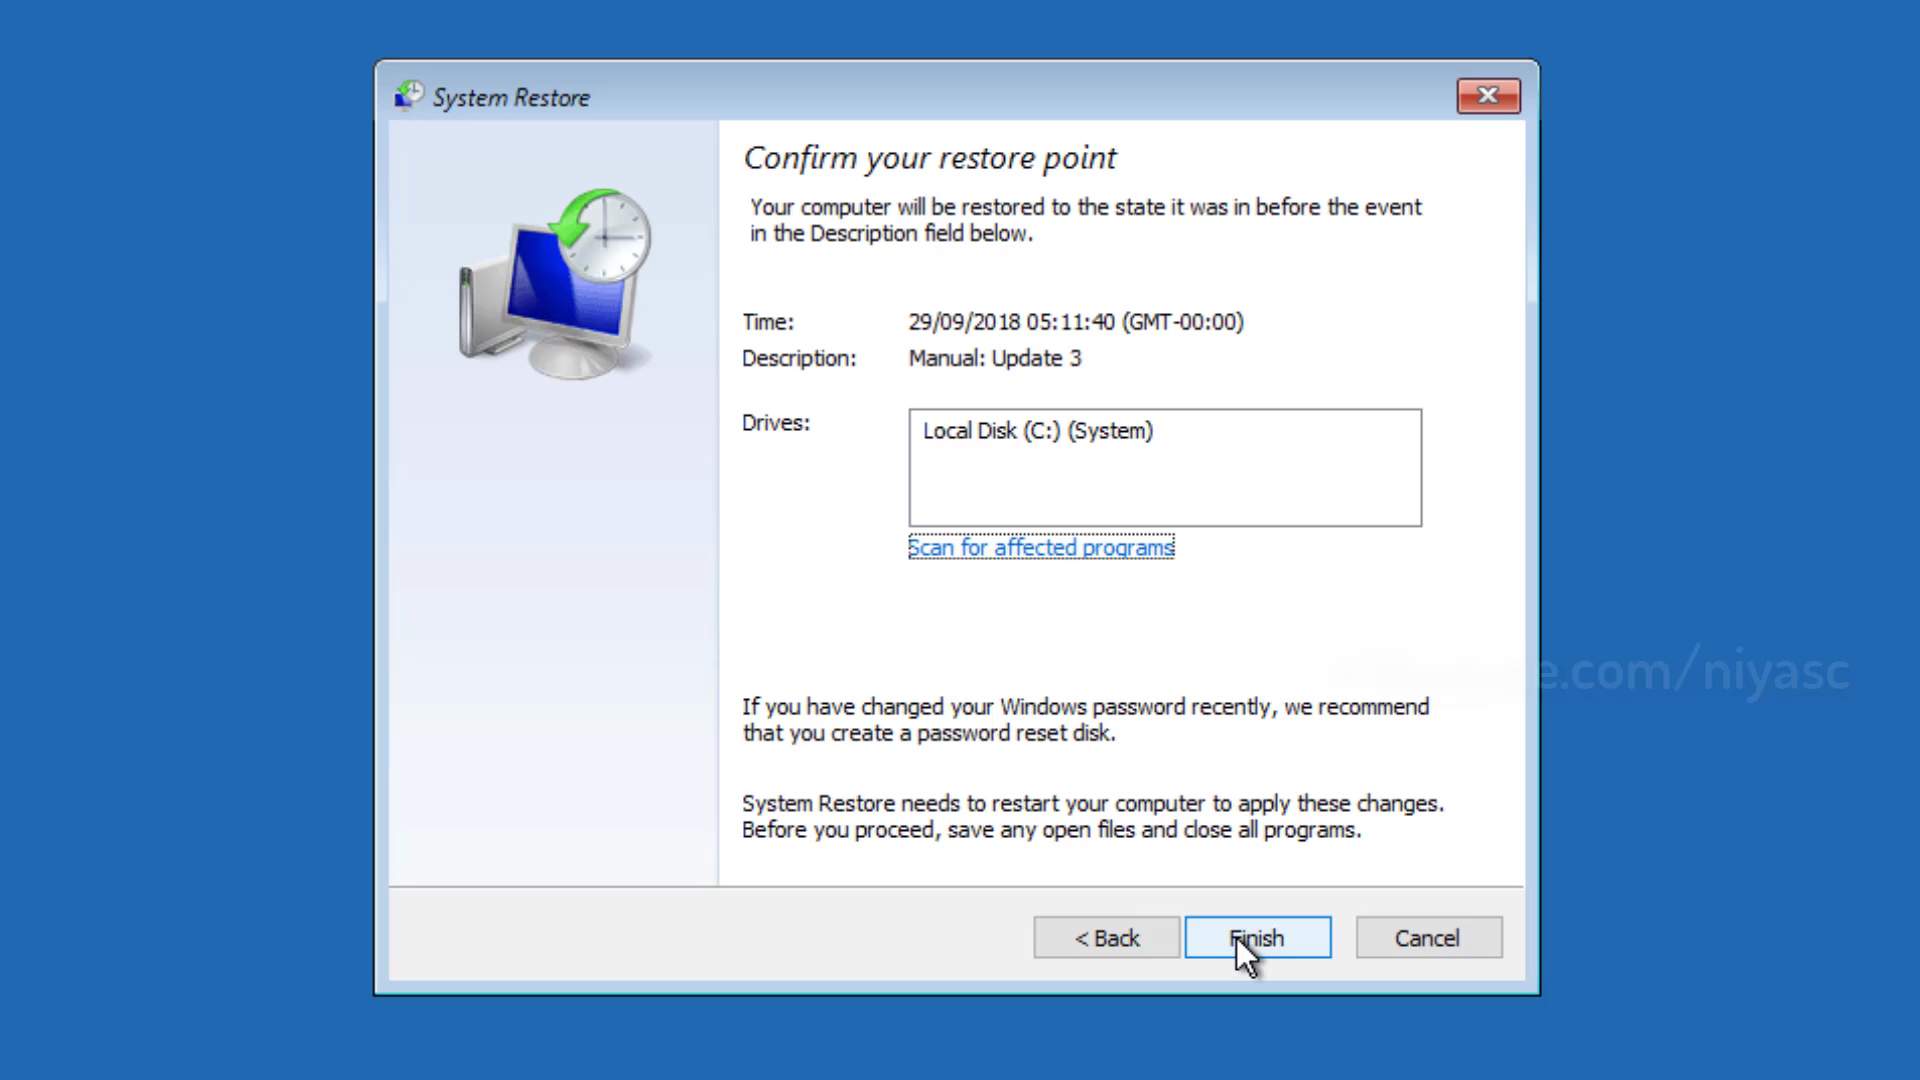 System Restore
Confirm your restore point
Your computer will be restored to the state it was in before the event
in the Description field below.
Time: 29/09/2018 05:11:40 (GMT-00:00)
Description: Manual: Update 3
Drives: Local Disk (C:) (System)
Scan for affected programs
e.com/niyasc
If you have changed your Windows password recently, we recommend
that you create a password reset disk.
System Restore needs to restart your computer to apply these changes.
Before you proceed, save any open files and close all programs.
< Back Finish Cancel